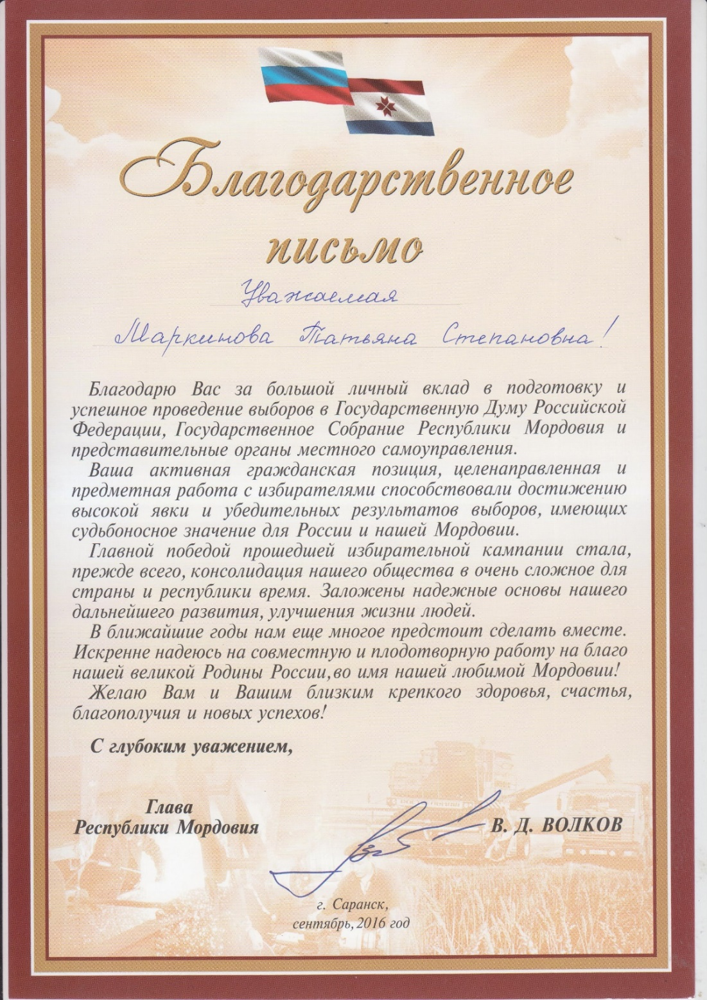 Благодарственное
письмо
Уважаемая
Маркинова Татьяна Степановна!
Благодарю Вас за большой личный вклад в подготовку и
успешное проведение выборов в Государственную Думу Российской
Федерации, Государственное Собрание Республики Мордовия и
представительные органы местного самоуправления.
Ваша активная гражданская позиция, целенаправленная и
предметная работа с избирателями способствовали достижению
высокой явки и убедительных результатов выборов, имеющих
судьбоносное значение для России и нашей Мордовии.
Главной победой прошедшей избирательной кампании стала,
прежде всего, консолидация нашего общества в очень сложное для
страны и республики время. Заложены надежные основы нашего
дальнейшего развития, улучшения жизни людей.
В ближайшие годы нам еще многое предстоит сделать вместе.
Искренне надеюсь на совместную и плодотворную работу на благо
нашей великой Родины России, во имя нашей любимой Мордовии!
Желаю Вам и Вашим близким крепкого здоровья, счастья,
благополучия и новых успехов!
С глубоким уважением,
Глава
Республики Мордовия
В. Д. ВОЛКОВ
г. Саранск,
сентябрь, 2016 год